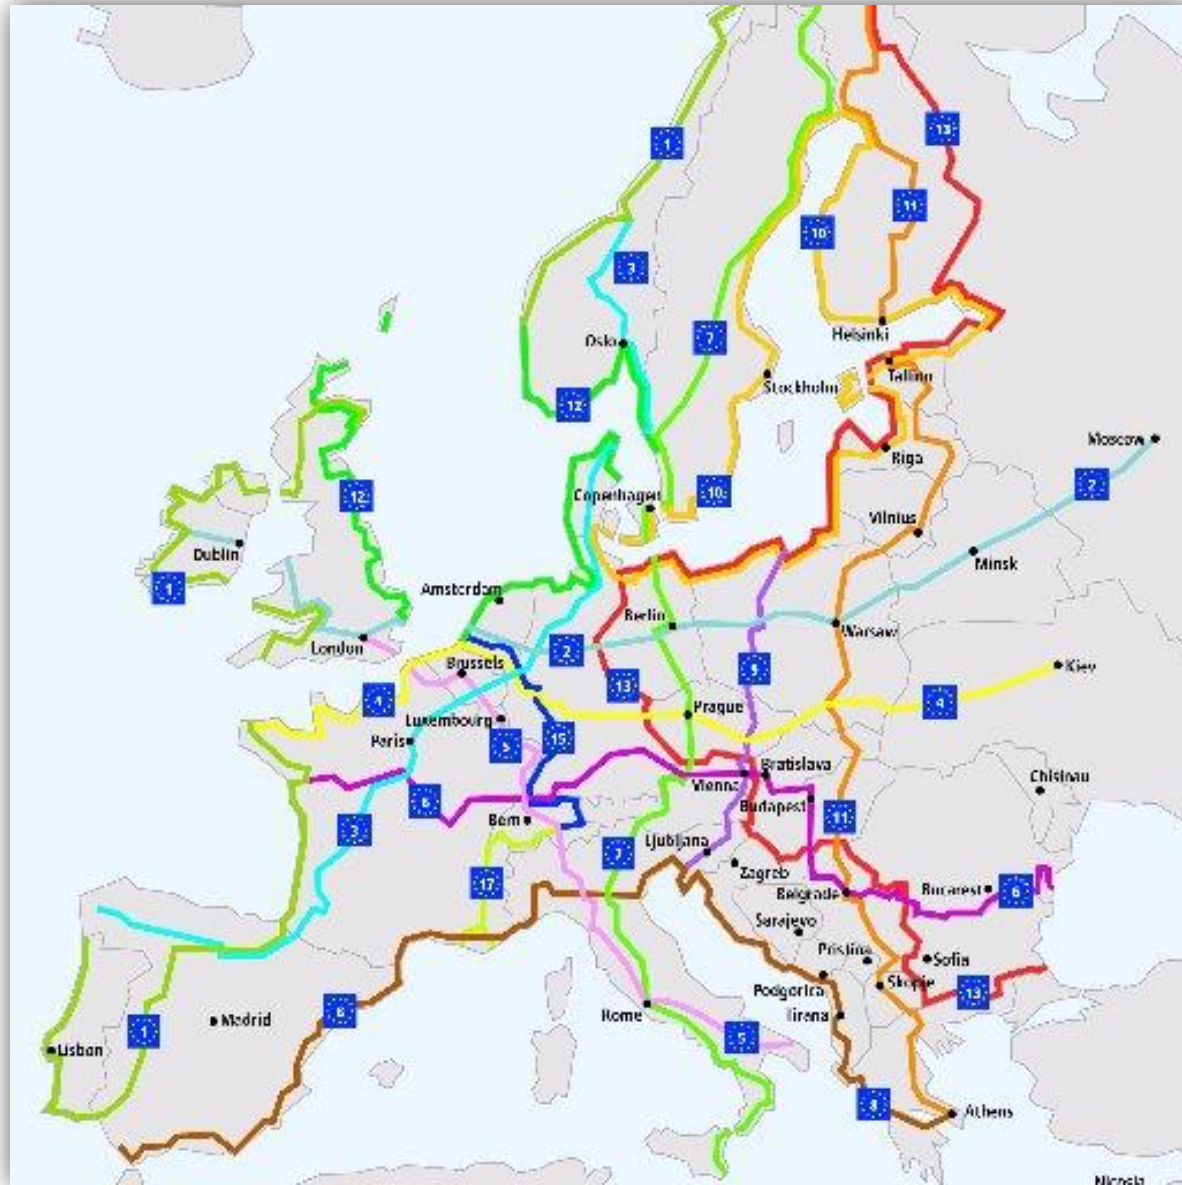 1
13
11
10
3
7
Oslo
Helsinki
Tallinn
Stockholm
12
Moscow
Riga
2
10
Copenhagen
12
Vilnius
Dublin
Minsk
1
Amsterdam
Berlin
Warsaw
London
2
Brussels
Kiev
9
13
4
4
Prague
Luxembourg
Paris
5
15
Bratislava
Vienna
Chisinau
6
Budapest
Bern
11
3
Ljubljana
7
Zagreb
17
Belgrade
Bucarest
6
Sarajevo
Pristina
Sofia
Skopje
Podgorica
13
8
Rome
Tirana
Madrid
1
5
Lisbon
8
Athens
Nicosia